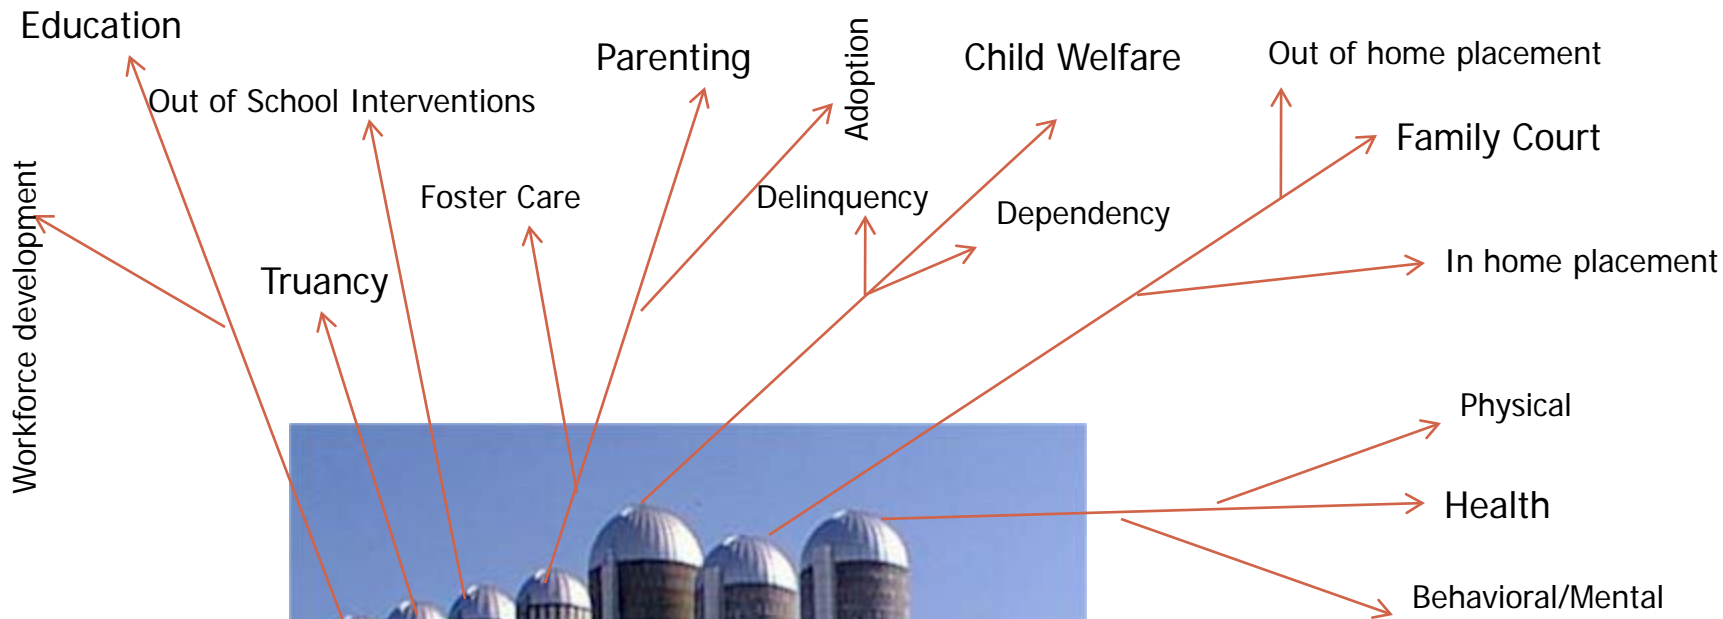 Education
Parenting
Adoption
Child Welfare
Out of home placement
Out of School Interventions
Family Court
Workforce development
Foster Care
Delinquency
Dependency
Truancy
In home placement
Physical
Health
Behavioral/Mental